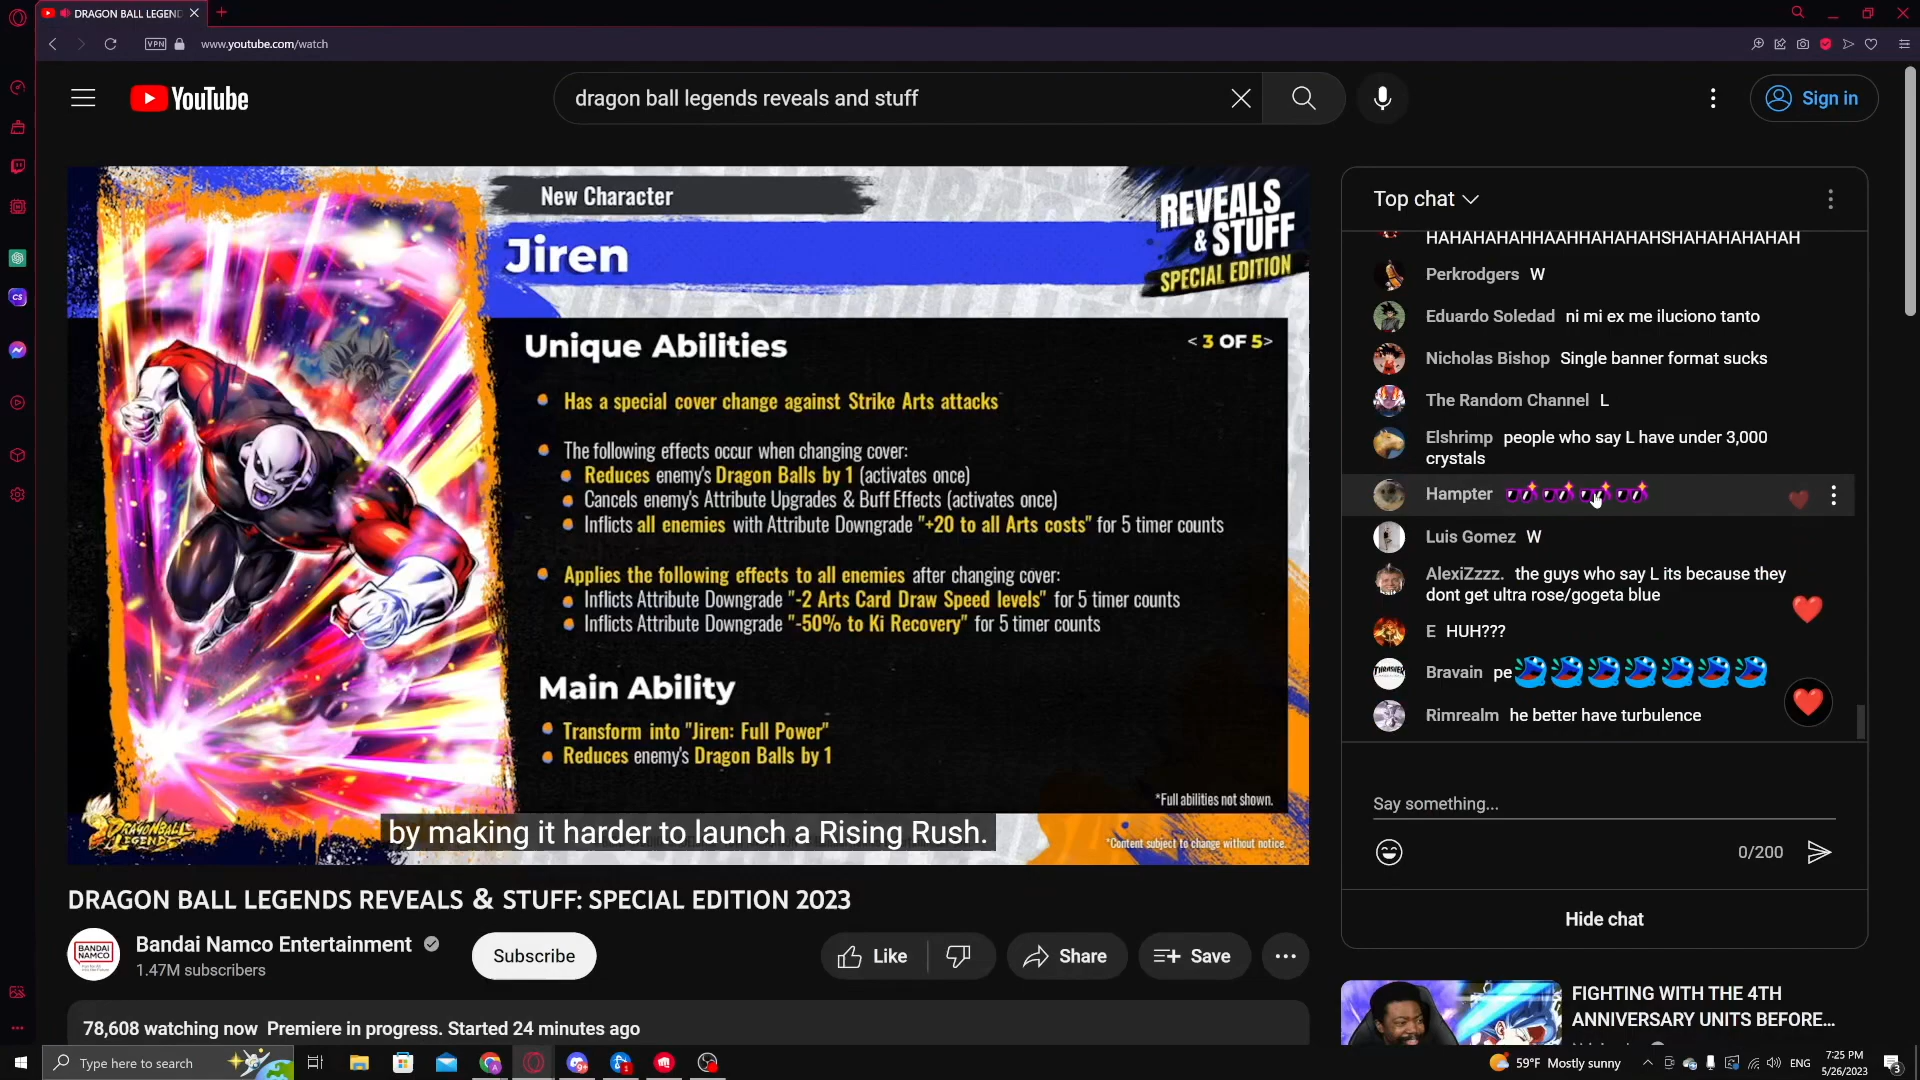 DRAGON BALL LEGEND
VPN
www.youtube.com/watch
YouTube
dragon ball legends reveals and stuff
Sign in
New Character
Jiren
REVEALS
& STUFF
SPECIAL EDITION
Unique Abilities
< 3 OF 5>
Has a special cover change against Strike Arts attacks
The following effects occur when changing cover:
Reduces enemy's Dragon Balls by 1 (activates once)
Cancels enemy's Attribute Upgrades & Buff Effects (activates once)
Inflicts all enemies with Attribute Downgrade "+20 to all Arts costs" for 5 timer counts
Applies the following effects to all enemies after changing cover:
Inflicts Attribute Downgrade "-2 Arts Card Draw Speed levels" for 5 timer counts
Inflicts Attribute Downgrade "-50% to Ki Recovery" for 5 timer counts
Main Ability
Transform into "Jiren: Full Power"
Reduces enemy's Dragon Balls by 1
*Full abilities not shown.
DRAGONBALL
LEGENDS
by making it harder to launch a Rising Rush.
*Content subject to change without notice.
DRAGON BALL LEGENDS REVEALS & STUFF: SPECIAL EDITION 2023
BANDAI
NAMCO
Bandai Namco Entertainment
1.47M subscribers
Subscribe
Like
Share
Save
78,608 watching now Premiere in progress. Started 24 minutes ago
Top chat
HAHAHAHAHHAAHHAHAHAHSHAHAHAHAHAH
Perkrodgers W
Eduardo Soledad ni mi ex me iluciono tanto
Nicholas Bishop Single banner format sucks
The Random Channel L
Elshrimp people who say L have under 3,000
crystals
Hampter
Luis Gomez W
AlexiZzzz. the guys who say L its because they
dont get ultra rose/gogeta blue
E HUH???
THRASHER
Bravain pe
Rimrealm he better have turbulence
Say something...
0/200
Hide chat
FIGHTING WITH THE 4TH
ANNIVERSARY UNITS BEFORE...
Type here to search
59°F Mostly sunny
ENG
7:25 PM
5/26/2023
3